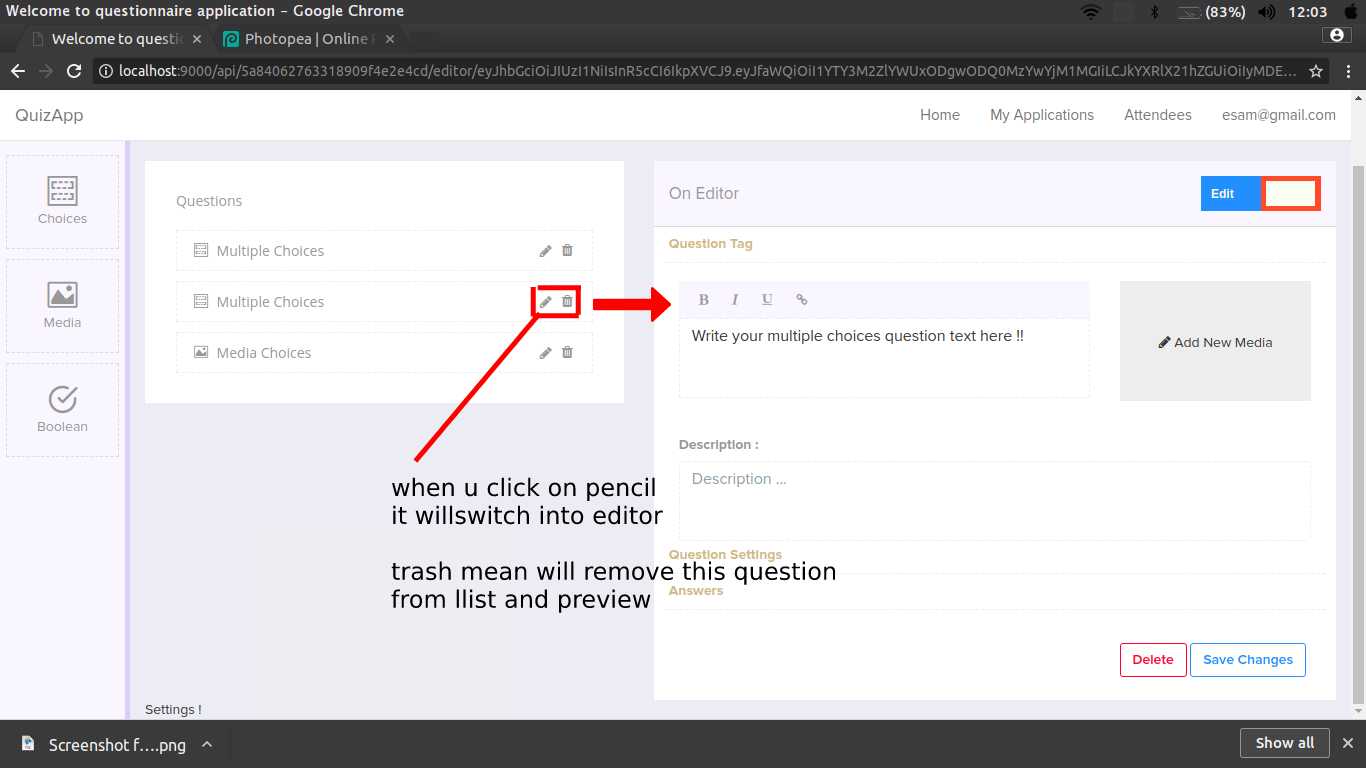 Welcome to questionnaire application - Google Chrome
(83%) 12:03
Welcome to questi
Photopea | Online
localhost:9000/api/5a84062763318909f4e2e4cd/editor/eyJhbGciOiJIUzI1NiIsInR5cCI6IkpXVCJ9.eyJfaWQiOiI1YTY3M2ZlYWUxODgwODQ0MzYwYjM1MGIiLCJkYXRlX21hZGUiOiIyMDE...
QuizApp
Home My Applications Attendees esam@gmail.com
Choices
Media
Boolean
Questions
Multiple Choices
Multiple Choices
Media Choices
On Editor
Edit
Question Tag
B I U
Write your multiple choices question text here !!
Add New Media
Description :
Description ...
when u click on pencil
it willswitch into editor
Question Settings
trash mean will remove this question
from llist and preview
Answers
Delete Save Changes
Settings !
Screenshot f....png
Show all